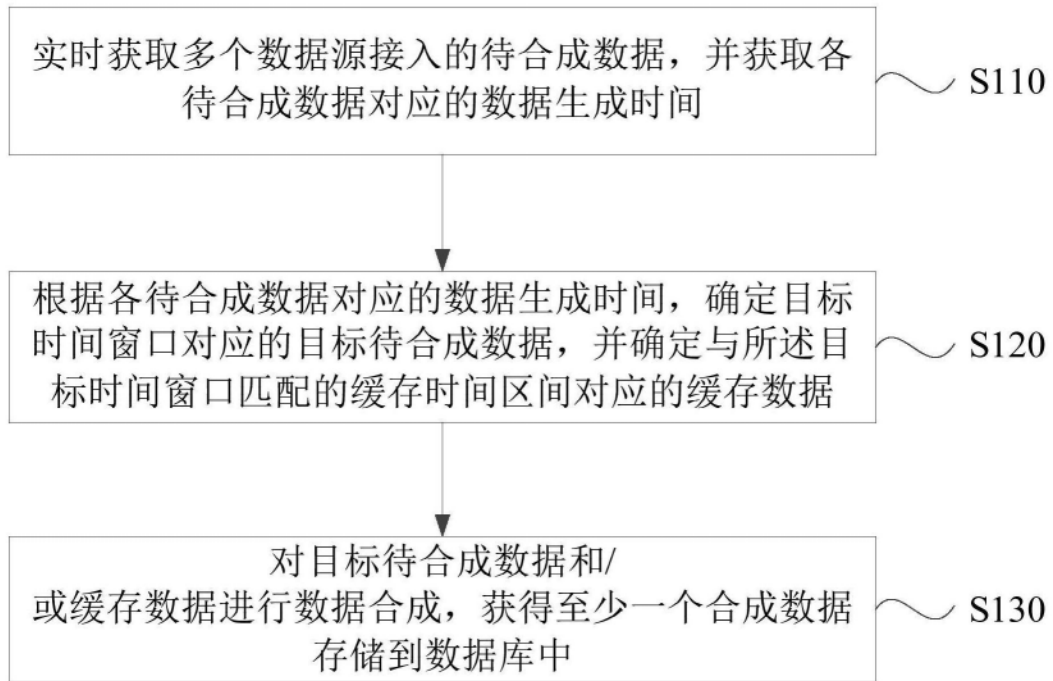 实时获取多个数据源接入的待合成数据，并获取各
待合成数据对应的数据生成时间
S110
根据各待合成数据对应的数据生成时间，确定目标
时间窗口对应的目标待合成数据，并确定与所述目
标时间窗口匹配的缓存时间区间对应的缓存数据
S120
对目标待合成数据和/
或缓存数据进行数据合成，获得至少一个合成数据
存储到数据库中
S130